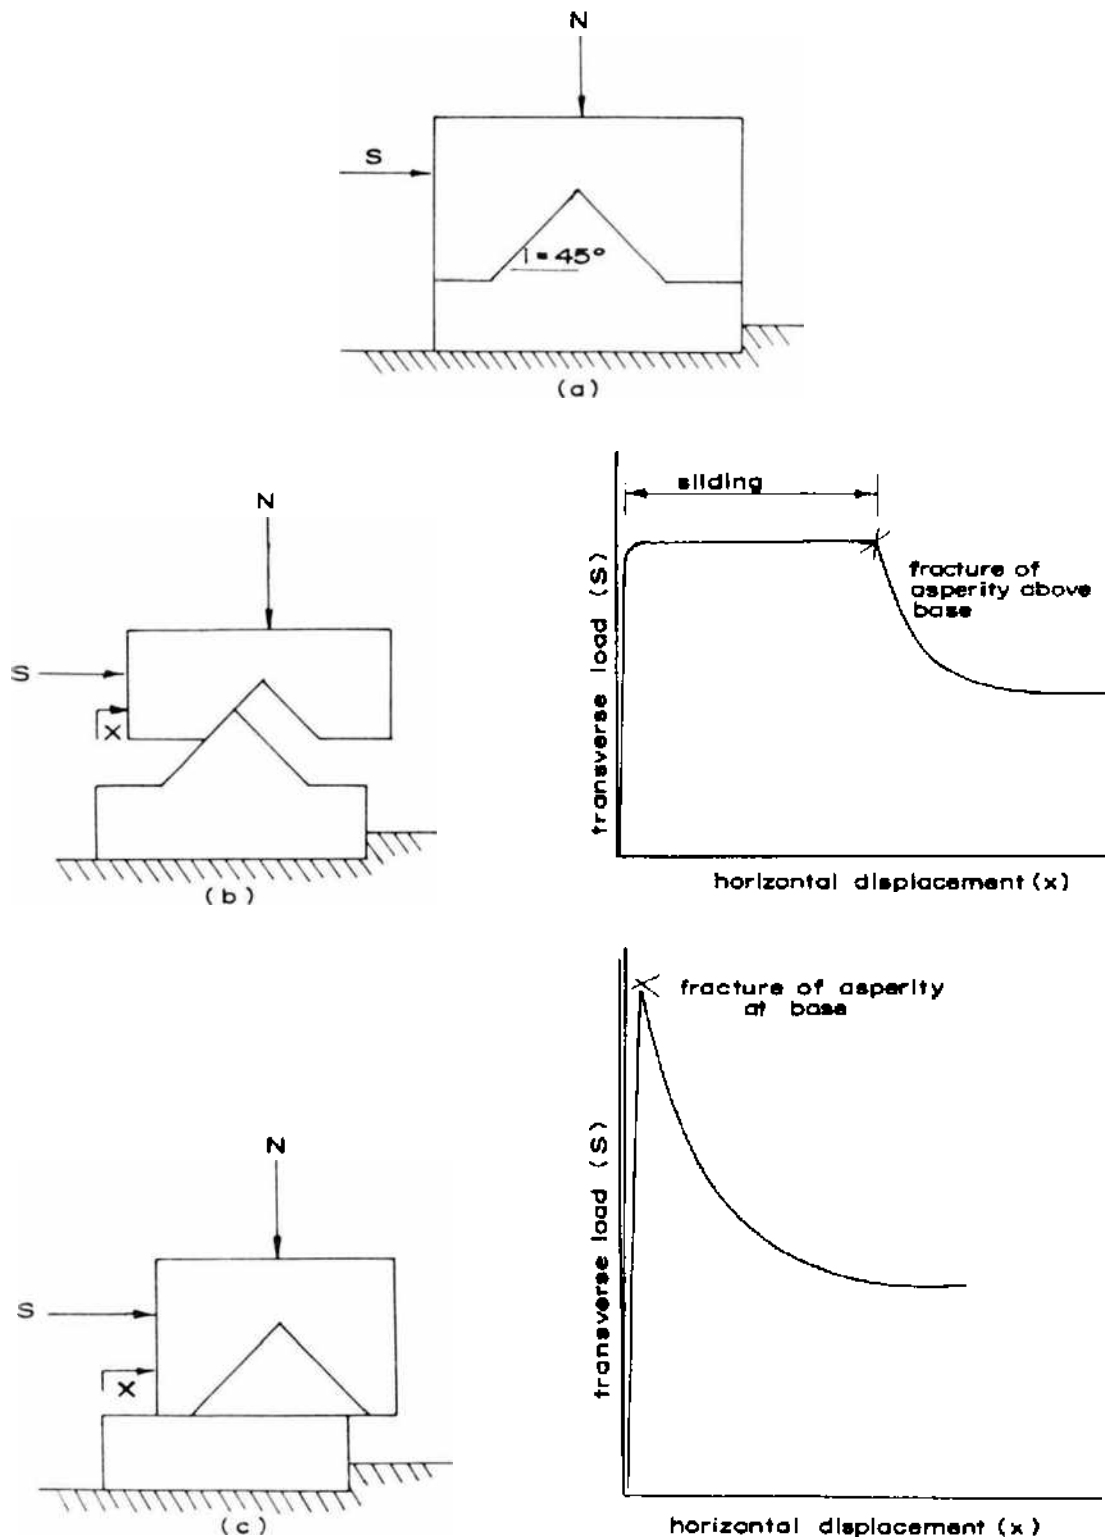 N
S
i = 45°
(a)
N
S
X
(b)
sliding
fracture of
asperity above
base
transverse load (S)
horizontal displacement (x)
fracture of asperity
at base
N
S
X
(c)
transverse load (S)
horizontal displacement (x)